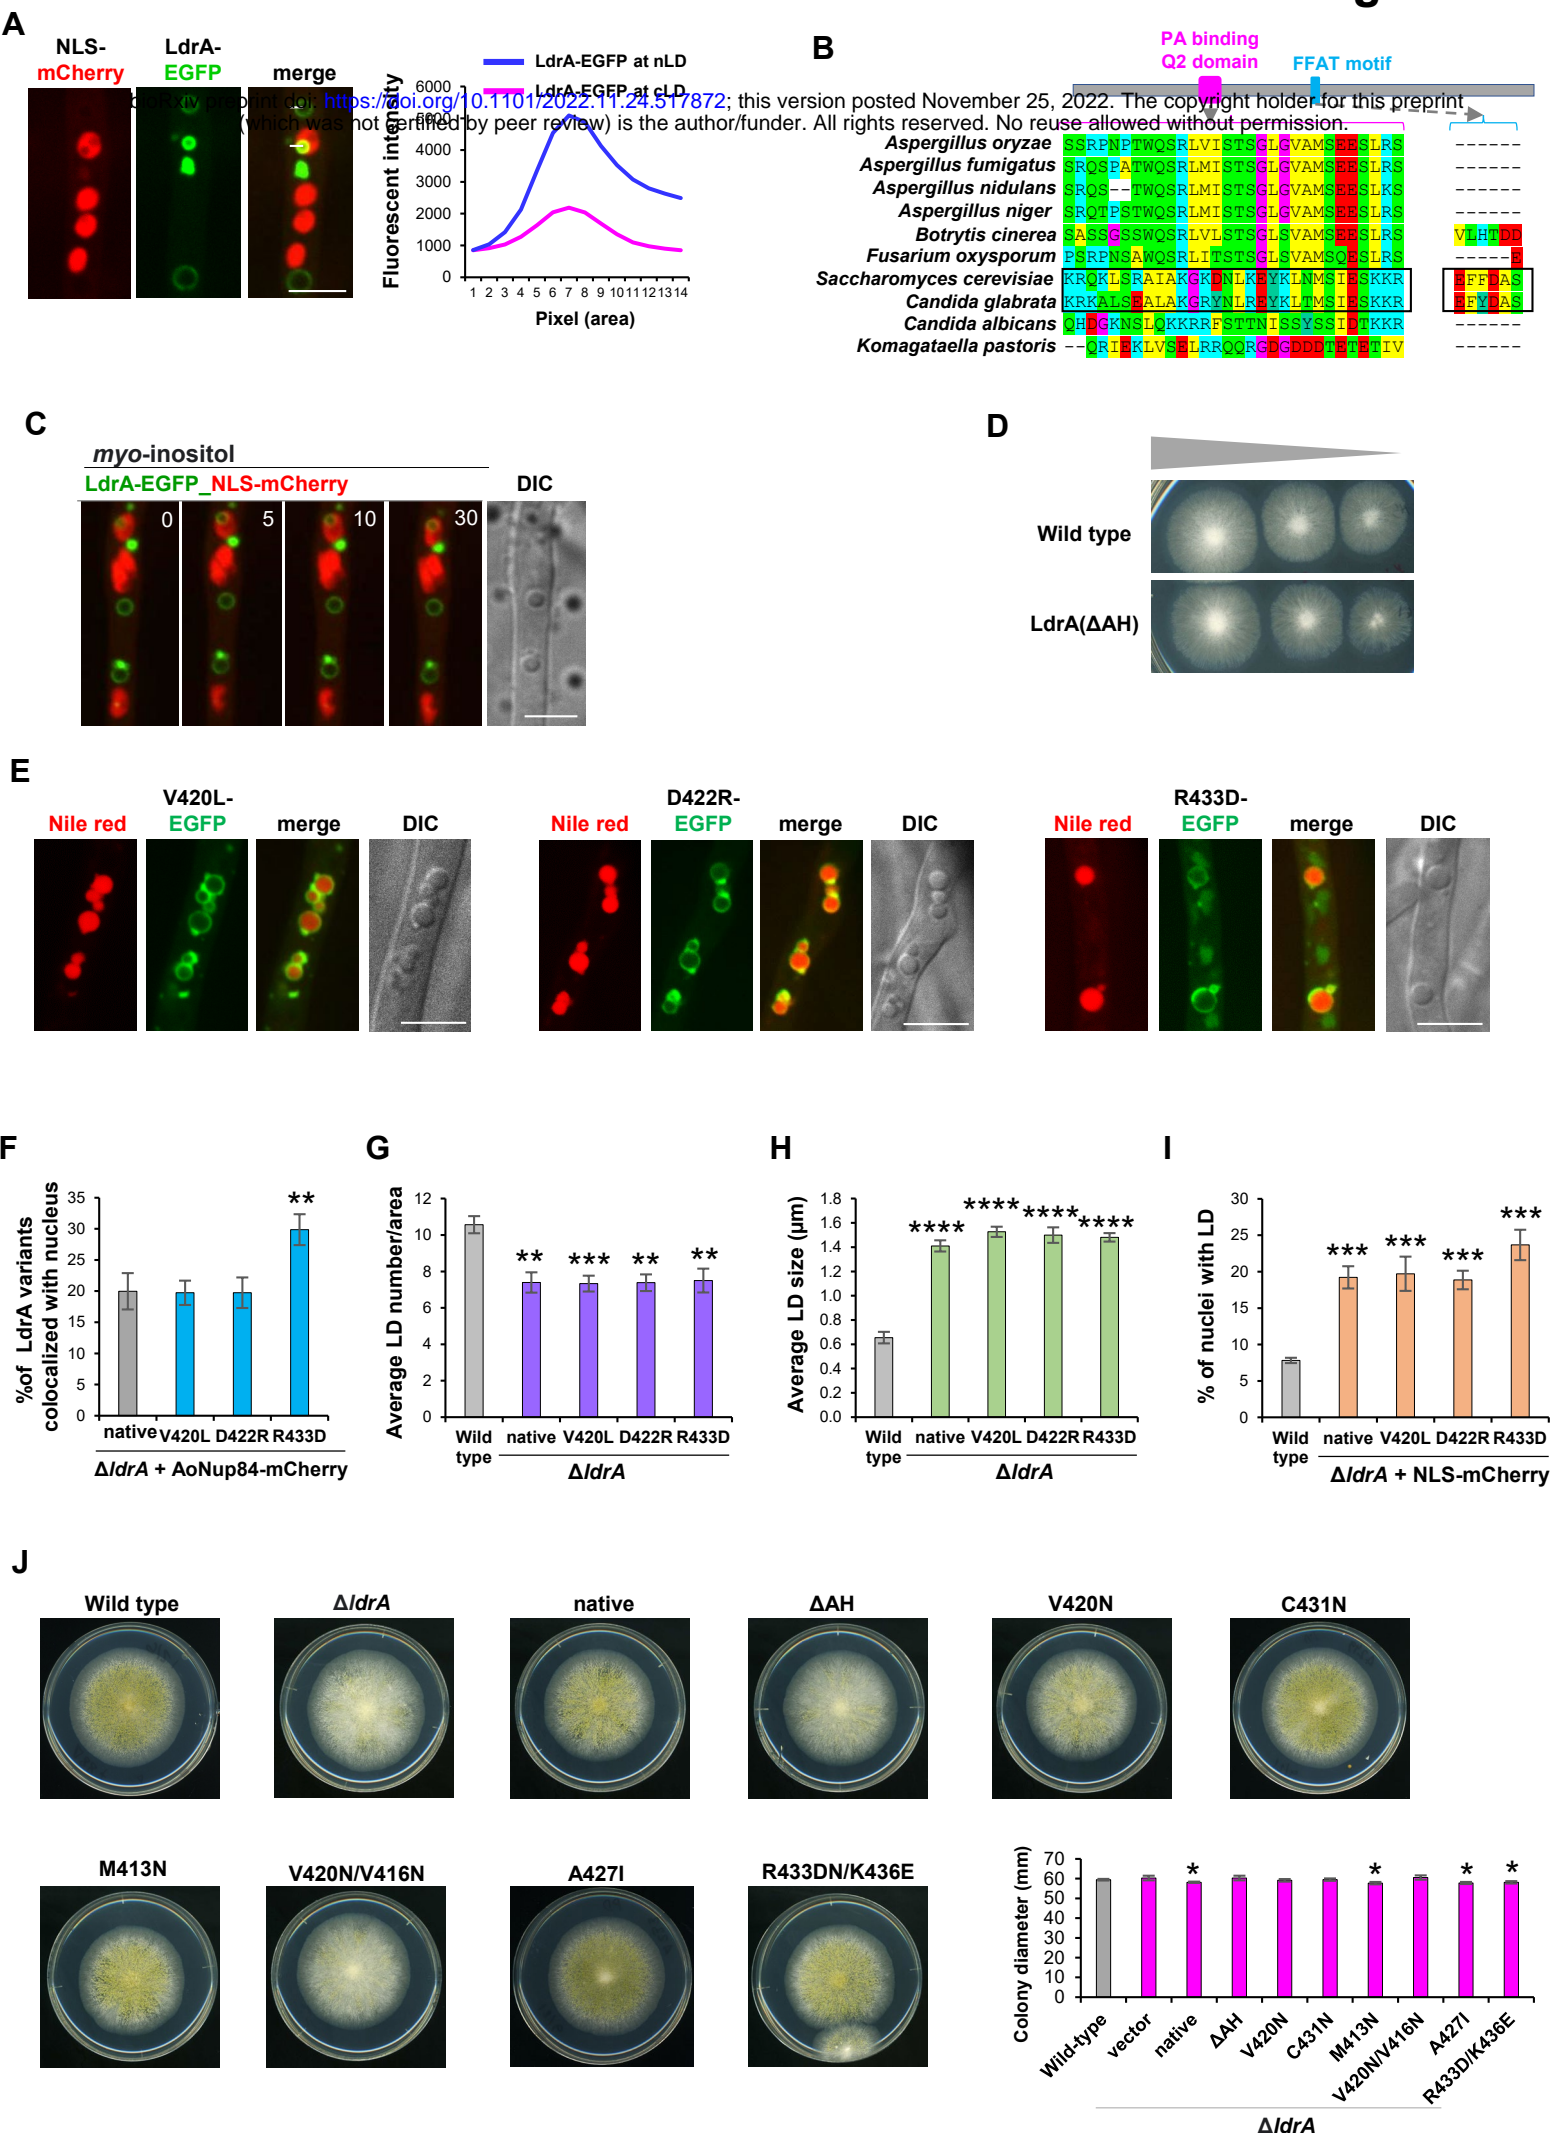 g
A
NLS-
mCherry
LdrA-
EGFP
merge
LdrA-EGFP at nLD
LdrA-EGFP at cLD
Fluorescent intensity
6000
5000
4000
3000
2000
1000
0
1 2 3 4 5 6 7 8 9 10 11 12 13 14
Pixel (area)
bioRxiv preprint doi: https://doi.org/10.1101/2022.11.24.517872; this version posted November 25, 2022. The copyright holder for this preprint
(which was not certified by peer review) is the author/funder. All rights reserved. No reuse allowed without permission.
B
PA binding
Q2 domain
FFAT motif
Aspergillus oryzae SSRPNPTWQSRLVISTSGLGVAMSEESLRS ------
Aspergillus fumigatus SRQSPATWQSRLMISTSGLGVAMSEESLRS ------
Aspergillus nidulans SRQS--TWQSRLMISTSGLGVAMSEESLKS ------
Aspergillus niger SRQTPSTWQSRLMISTSGLGVAMSEESLRS ------
Botrytis cinerea SASSGSSWQSRLVLSTSGLSVAMSEESLRS VLHTDD
Fusarium oxysporum PSRPNSAWQSRLITSTSGLSVAMSQESLRS -----E
Saccharomyces cerevisiae KRQKLSRAIAKGKDNLKEYKLNMSIESKKR EFFDAS
Candida glabrata KRKALSEALAKGRYNLREYKLTMSIESKKR EFYDAS
Candida albicans QHDGKNSLQKKRRFSTTNISSYSSIDTKKR ------
Komagataella pastoris --QRIEKLVSELRRQQRGDGDDDTETETIV ------
C
myo-inositol
LdrA-EGFP_NLS-mCherry
DIC
0
5
10
30
D
Wild type
LdrA(ΔAH)
E
Nile red
V420L-
EGFP
merge
DIC
Nile red
D422R-
EGFP
merge
DIC
Nile red
R433D-
EGFP
merge
DIC
F
%of LdrA variants
colocalized with nucleus
35
30
25
20
15
10
5
0
**
native V420L D422R R433D
ΔldrA + AoNup84-mCherry
G
Average LD number/area
12
10
8
6
4
2
0
** *** ** **
Wild
type
native V420L D422R R433D
ΔldrA
H
Average LD size (µm)
1.8
1.6
1.4
1.2
1.0
0.8
0.6
0.4
0.2
0.0
**** **** **** ****
Wild
type
native V420L D422R R433D
ΔldrA
I
% of nuclei with LD
30
25
20
15
10
5
0
*** *** *** ***
Wild
type
native V420L D422R R433D
ΔldrA + NLS-mCherry
J
Wild type
ΔldrA
native
ΔAH
V420N
C431N
M413N
V420N/V416N
A427I
R433DN/K436E
Colony diameter (mm)
70
60
50
40
30
20
10
0
* * * *
Wild-type
vector
native
ΔAH
V420N
C431N
M413N
V420N/V416N
A427I
R433D/K436E
ΔldrA